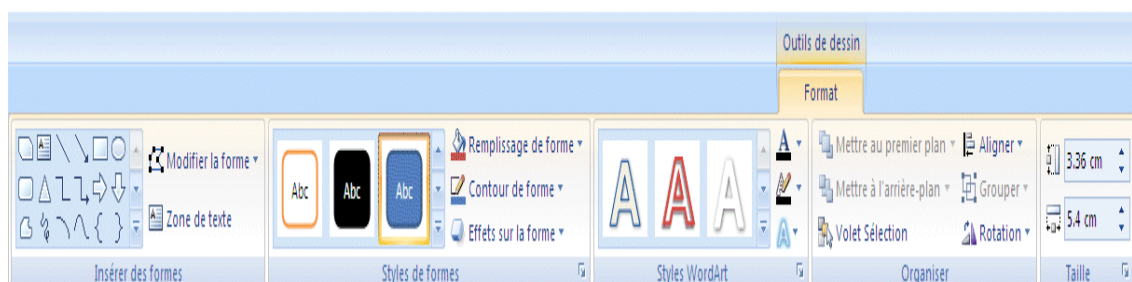 Outils de dessin
Format
Modifier la forme
Zone de texte
Insérer des formes
Abc Abc Abc
Remplissage de forme
Contour de forme
Effets sur la forme
Styles de formes
A A A
A
A
Styles WordArt
Mettre au premier plan
Mettre à l'arrière-plan
Volet Sélection
Aligner
Grouper
Rotation
Organiser
3.36 cm
5.4 cm
Taille